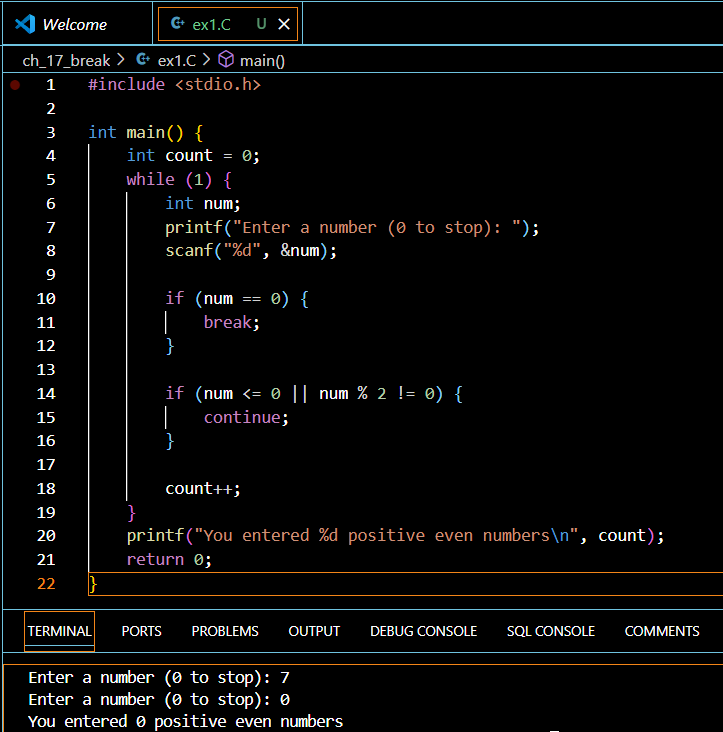 Welcome ex1.C U
ch_17_break > ex1.C > main()
1 #include <stdio.h>
2
3 int main() {
4 int count = 0;
5 while (1) {
6 int num;
7 printf("Enter a number (0 to stop): ");
8 scanf("%d", &num);
9
10 if (num == 0) {
11 break;
12 }
13
14 if (num <= 0 || num % 2 != 0) {
15 continue;
16 }
17
18 count++;
19 }
20 printf("You entered %d positive even numbers\n", count);
21 return 0;
22 }
TERMINAL PORTS PROBLEMS OUTPUT DEBUG CONSOLE SQL CONSOLE COMMENTS
Enter a number (0 to stop): 7
Enter a number (0 to stop): 0
You entered 0 positive even numbers